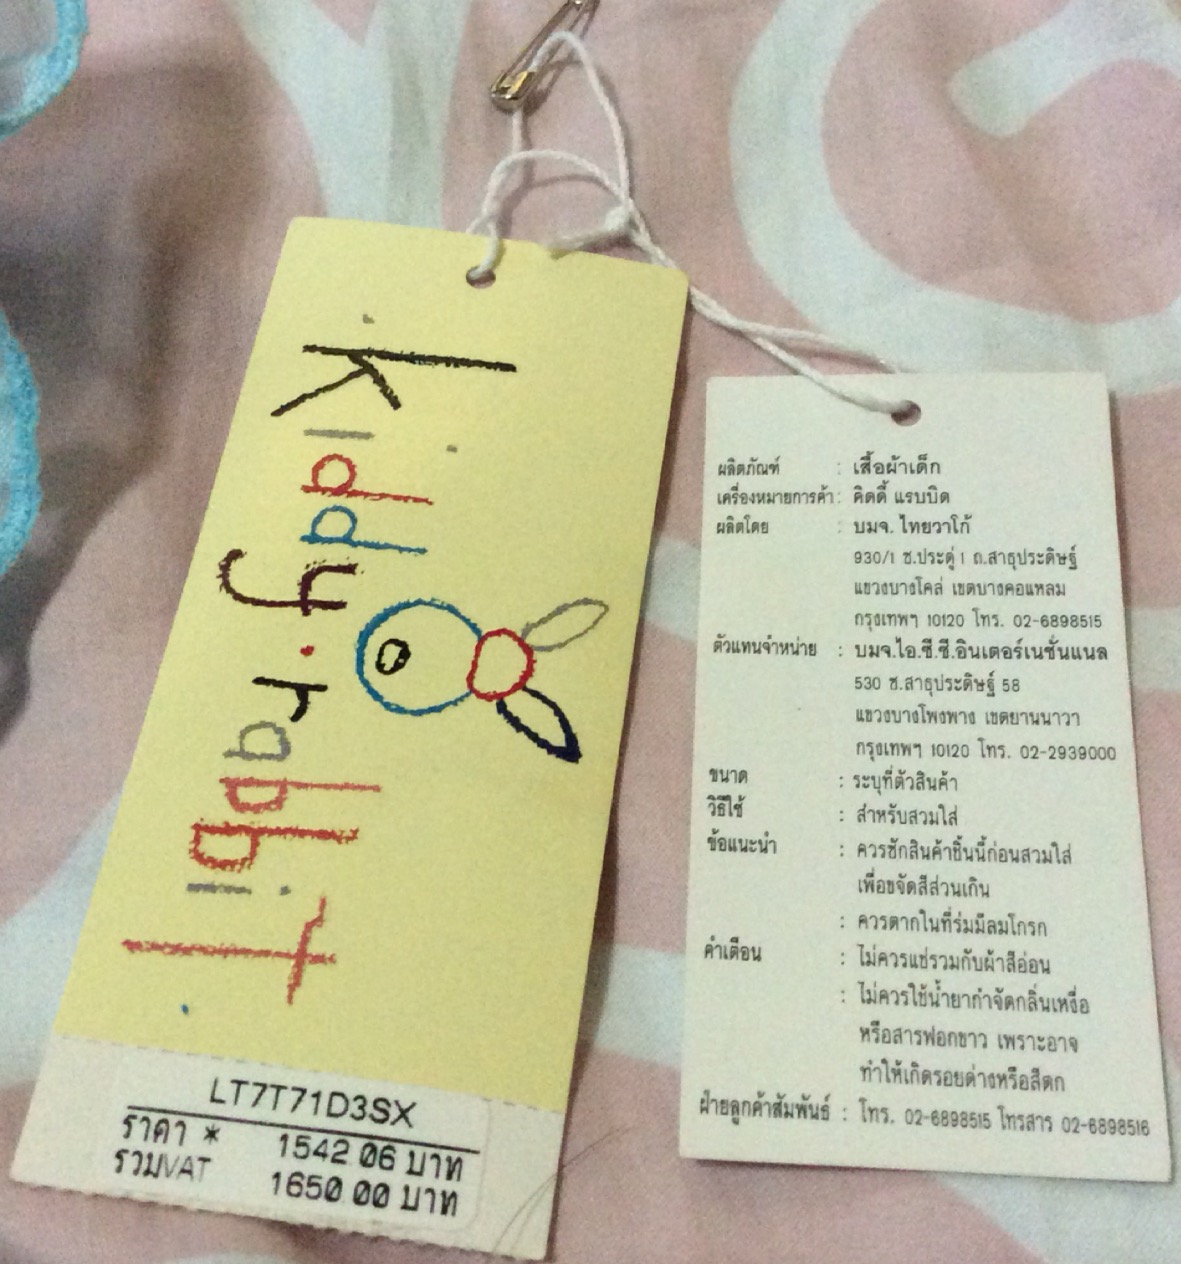 kiddy·rabbit
LT7T71D3SX
ราคา * 1542 06 บาท
รวมVAT 1650 00 บาท
ผลิตภัณฑ์ : เสื้อผ้าเด็ก
เครื่องหมายการค้า : คิดดี้ แรบบิต
ผลิตโดย : บมจ. ไทยวาโก้
930/1 ซ.ประดู่ 1 ถ.สาธุประดิษฐ์
แขวงบางโคล่ เขตบางคอแหลม
กรุงเทพฯ 10120 โทร. 02-6898515
ตัวแทนจำหน่าย : บมจ.ไอ.ซี.ซี.อินเตอร์เนชั่นแนล
530 ซ.สาธุประดิษฐ์ 58
แขวงบางโพงพาง เขตยานนาวา
กรุงเทพฯ 10120 โทร. 02-2939000
ขนาด : ระบุที่ตัวสินค้า
วิธีใช้ : สำหรับสวมใส่
ข้อแนะนำ : ควรซักสินค้าชิ้นนี้ก่อนสวมใส่
เพื่อขจัดสีส่วนเกิน
: ควรตากในที่ร่มมีลมโกรก
คำเตือน : ไม่ควรแช่รวมกับผ้าสีอ่อน
: ไม่ควรใช้น้ำยากำจัดกลิ่นเหงื่อ
หรือสารฟอกขาว เพราะอาจ
ทำให้เกิดรอยด่างหรือสีตก
ฝ่ายลูกค้าสัมพันธ์ : โทร. 02-6898515 โทรสาร 02-6898516